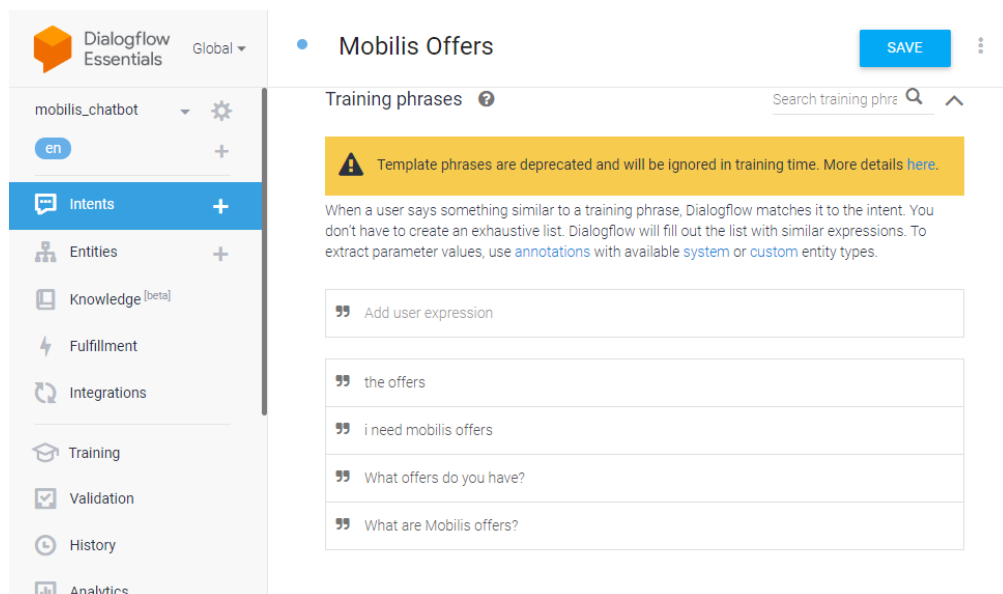 Dialogflow
Essentials
Global
Mobilis Offers
SAVE
mobilis_chatbot
en
Intents
Entities
Knowledge [beta]
Fulfillment
Integrations
Training
Validation
History
Analytics
Training phrases
Search training phra
Template phrases are deprecated and will be ignored in training time. More details here.
When a user says something similar to a training phrase, Dialogflow matches it to the intent. You
don't have to create an exhaustive list. Dialogflow will fill out the list with similar expressions. To
extract parameter values, use annotations with available system or custom entity types.
Add user expression
the offers
i need mobilis offers
What offers do you have?
What are Mobilis offers?